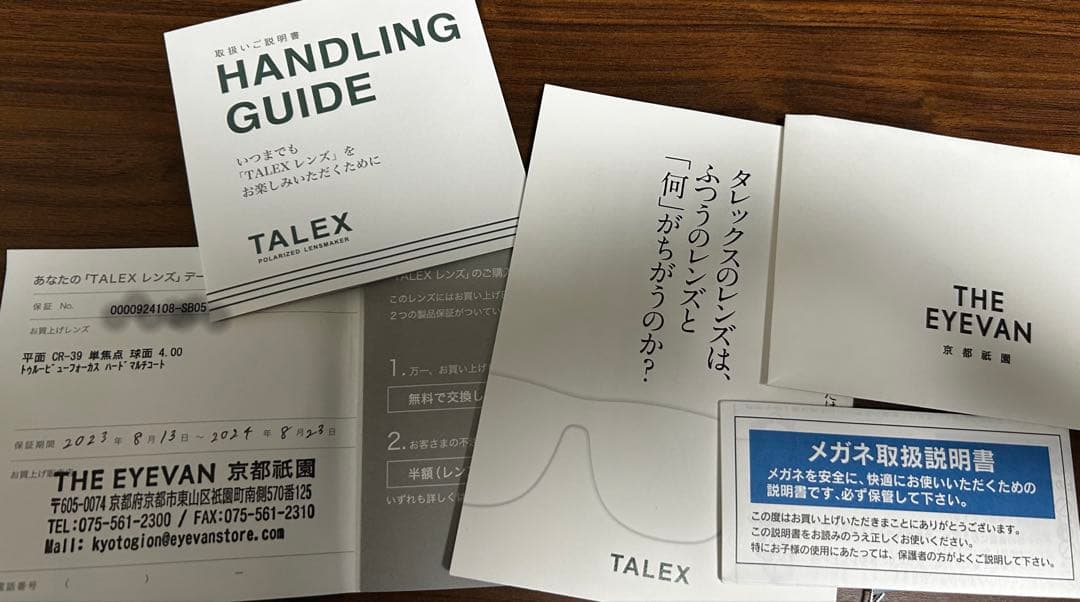 取扱いご説明書
HANDLING
GUIDE
いつまでも
「TALEX レンズ」を
お楽しみいただくために
TALEX
POLARIZED LENSMAKER
あなたの「TALEX レンズ」デー
保証 No. 0000924108-SB05
お買上げレンズ
平面 CR-39 単焦点 球面 4.00
トゥルービューフォーカス ハードマルチコート
保証期間 2023 年 8月13日 〜 2024 年 8月23日
お買上げ販
THE EYEVAN 京都祇園
〒605-0074 京都府京都市東山区祇園町南側570番125
TEL:075-561-2300 / FAX:075-561-2310
Mail: kyotogion@eyevanstore.com
電話番号 ( ) –
「TALEX レンズ」のご購入
このレンズにはお買い上げ
2つの製品保証がついてい
1. 万一、お買い上げ
無料で交換し
2. お客さまの不
半額(レン
いずれも詳しくは
タレックスのレンズは、
ふつうのレンズと
「何」がちがうのか?
TALEX
THE
EYEVAN
京都祇園
には
メガネ取扱説明書
メガネを安全に、快適にお使いいただくための
説明書です、必ず保管して下さい。
この度はお買い上げいただきまことにありがとうございます。
この説明書をお読みのうえ正しくお使いください。
特にお子様の使用にあたっては、保護者の方がよくご説明して下さい。